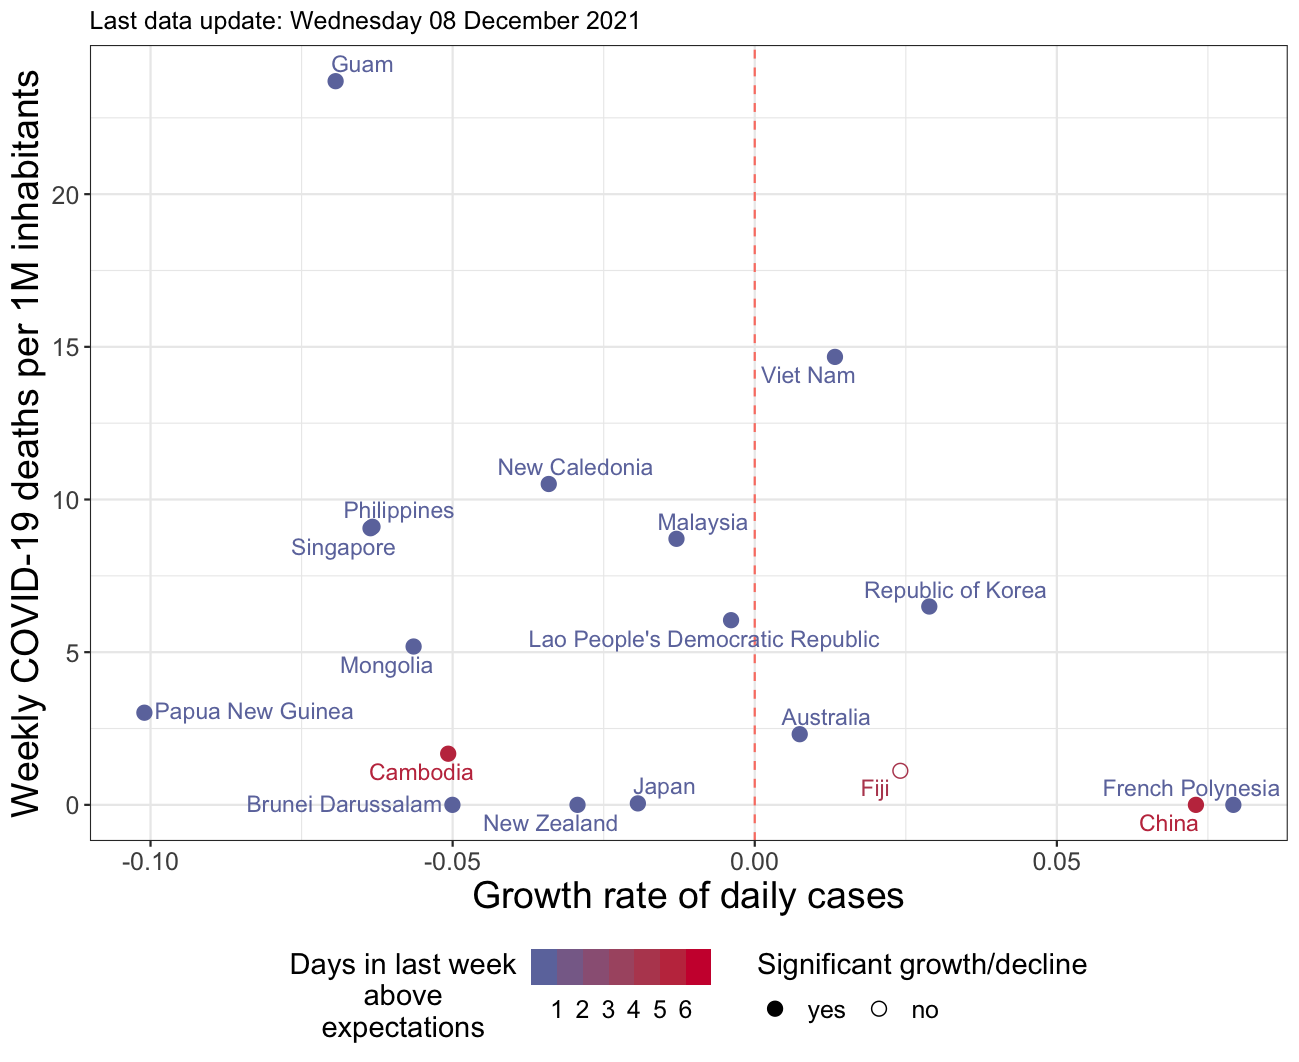 Last data update: Wednesday 08 December 2021
Weekly COVID-19 deaths per 1M inhabitants
Guam
20
15
Viet Nam
New Caledonia
10
Philippines
Malaysia
Singapore
Republic of Korea
Lao People's Democratic Republic
5
Mongolia
Papua New Guinea
Australia
Cambodia
Fiji
Japan
French Polynesia
0
Brunei Darussalam
New Zealand
China
-0.10 -0.05 0.00 0.05
Growth rate of daily cases
Days in last week
above
expectations
1 2 3 4 5 6
Significant growth/decline
yes no